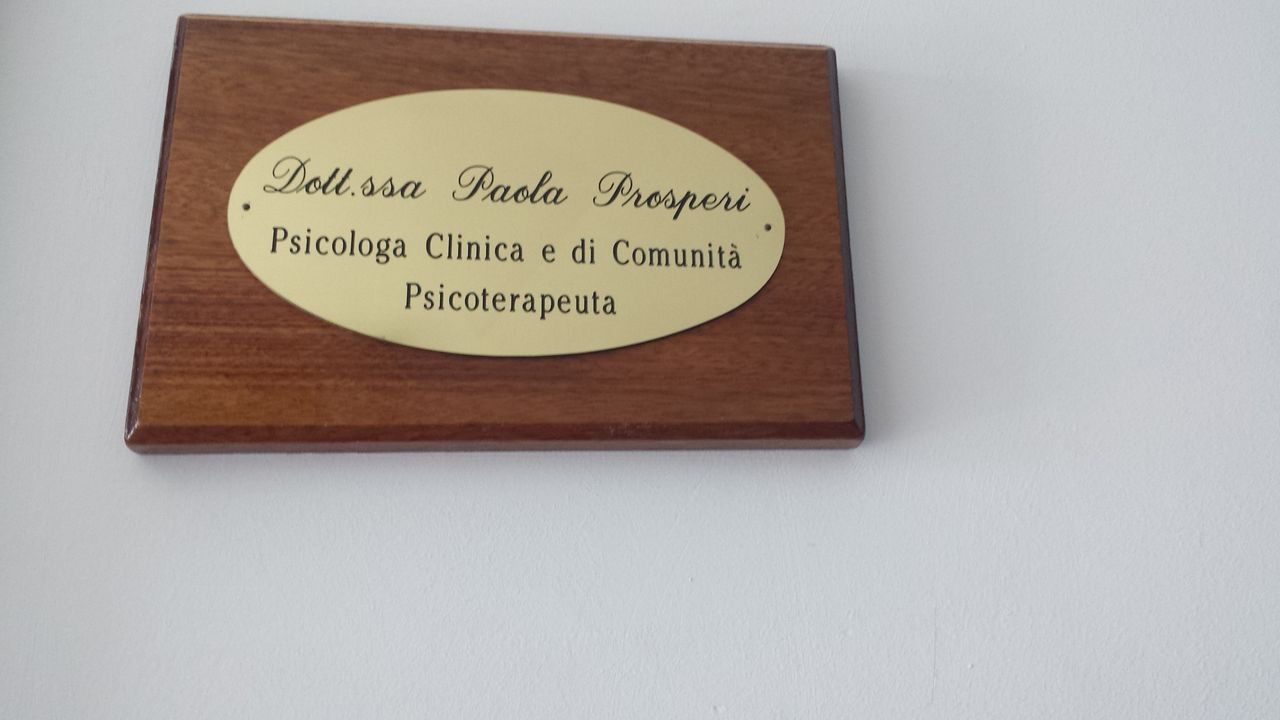 Dott.ssa Paola Prosperi
Psicologa Clinica e di Comunità
Psicoterapeuta